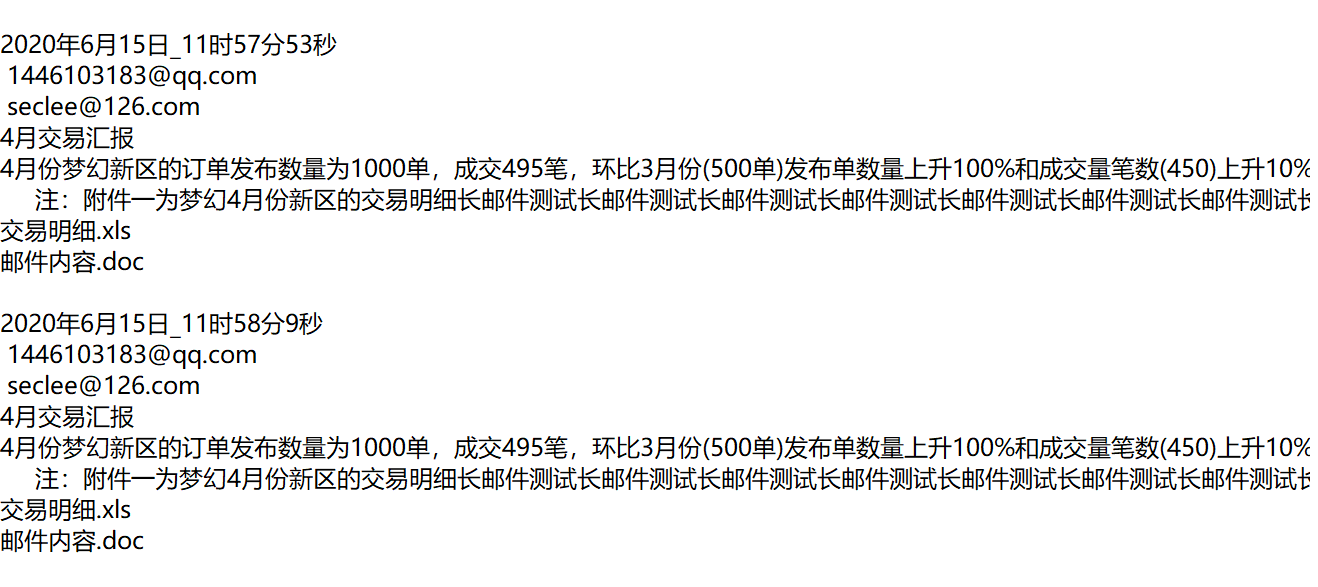 2020年6月15日_11时57分53秒
1446103183@qq.com
seclee@126.com
4月交易汇报
4月份梦幻新区的订单发布数量为1000单，成交495笔，环比3月份(500单)发布单数量上升100%和成交量笔数(450)上升10%
注：附件一为梦幻4月份新区的交易明细长邮件测试长邮件测试长邮件测试长邮件测试长邮件测试长邮件测试长邮件测试长
交易明细.xls
邮件内容.doc
2020年6月15日_11时58分9秒
1446103183@qq.com
seclee@126.com
4月交易汇报
4月份梦幻新区的订单发布数量为1000单，成交495笔，环比3月份(500单)发布单数量上升100%和成交量笔数(450)上升10%
注：附件一为梦幻4月份新区的交易明细长邮件测试长邮件测试长邮件测试长邮件测试长邮件测试长邮件测试长邮件测试长
交易明细.xls
邮件内容.doc